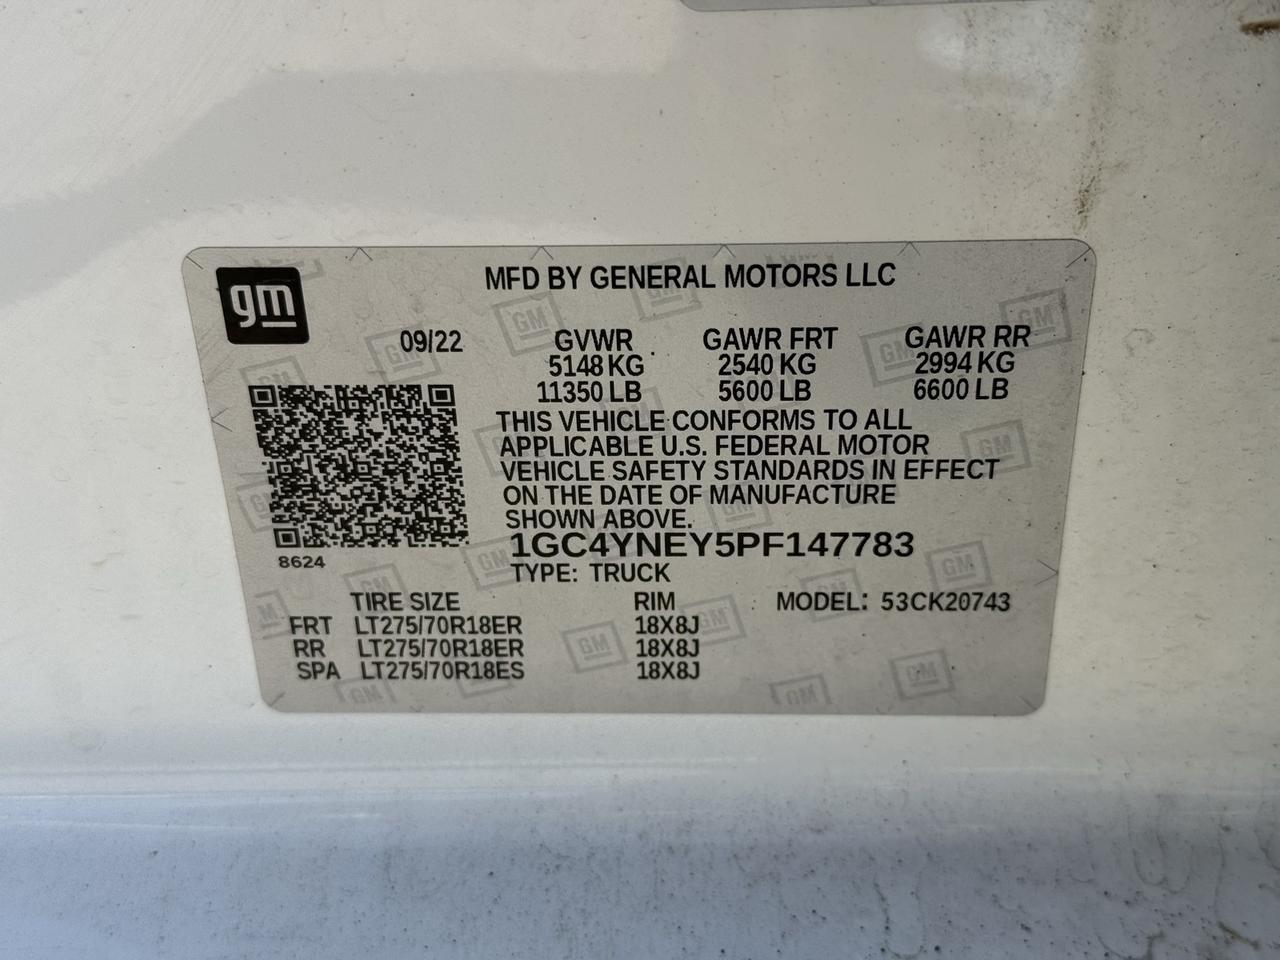 gm
MFD BY GENERAL MOTORS LLC
09/22 GVWR GAWR FRT GAWR RR
5148 KG 2540 KG 2994 KG
11350 LB 5600 LB 6600 LB
THIS VEHICLE CONFORMS TO ALL
APPLICABLE U.S. FEDERAL MOTOR
VEHICLE SAFETY STANDARDS IN EFFECT
ON THE DATE OF MANUFACTURE
SHOWN ABOVE.
8624
1GC4YNEY5PF147783
TYPE: TRUCK
TIRE SIZE RIM MODEL: 53CK20743
FRT LT275/70R18ER 18X8J
RR LT275/70R18ER 18X8J
SPA LT275/70R18ES 18X8J